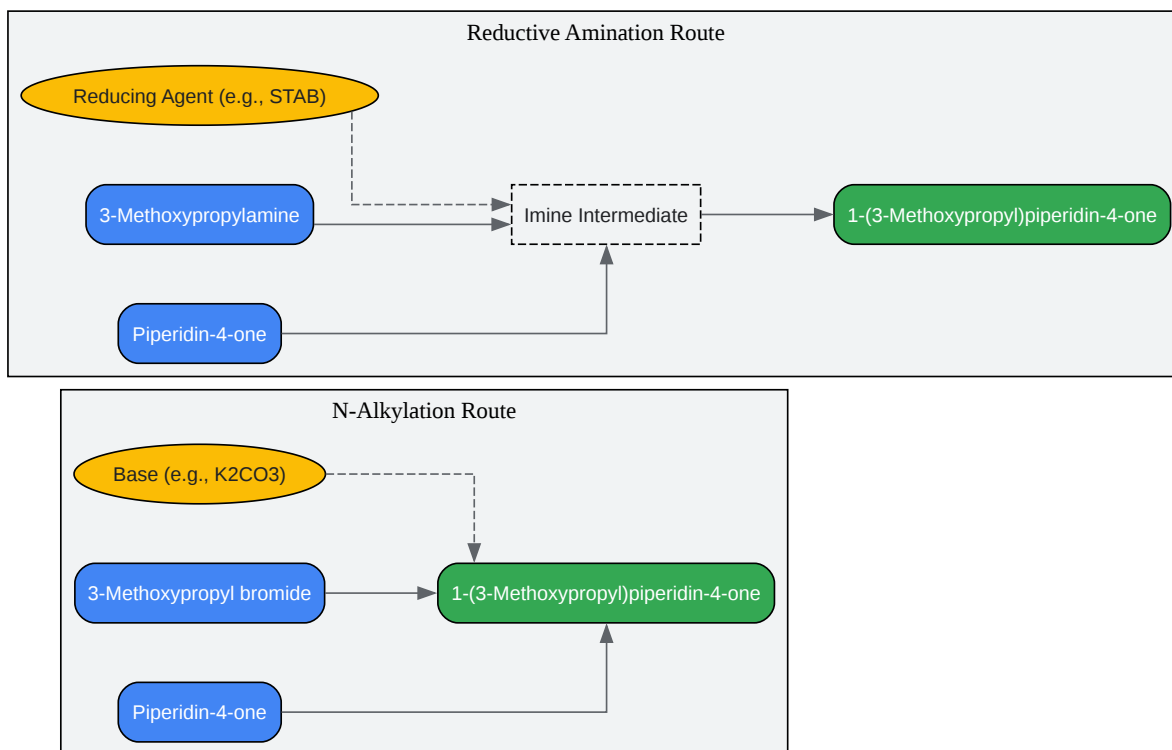 Reductive Amination Route
Reducing Agent (e.g., STAB)
3-Methoxypropylamine
Imine Intermediate
1-(3-Methoxypropyl)piperidin-4-one
Piperidin-4-one
N-Alkylation Route
Base (e.g., K2CO3)
3-Methoxypropyl bromide
1-(3-Methoxypropyl)piperidin-4-one
Piperidin-4-one